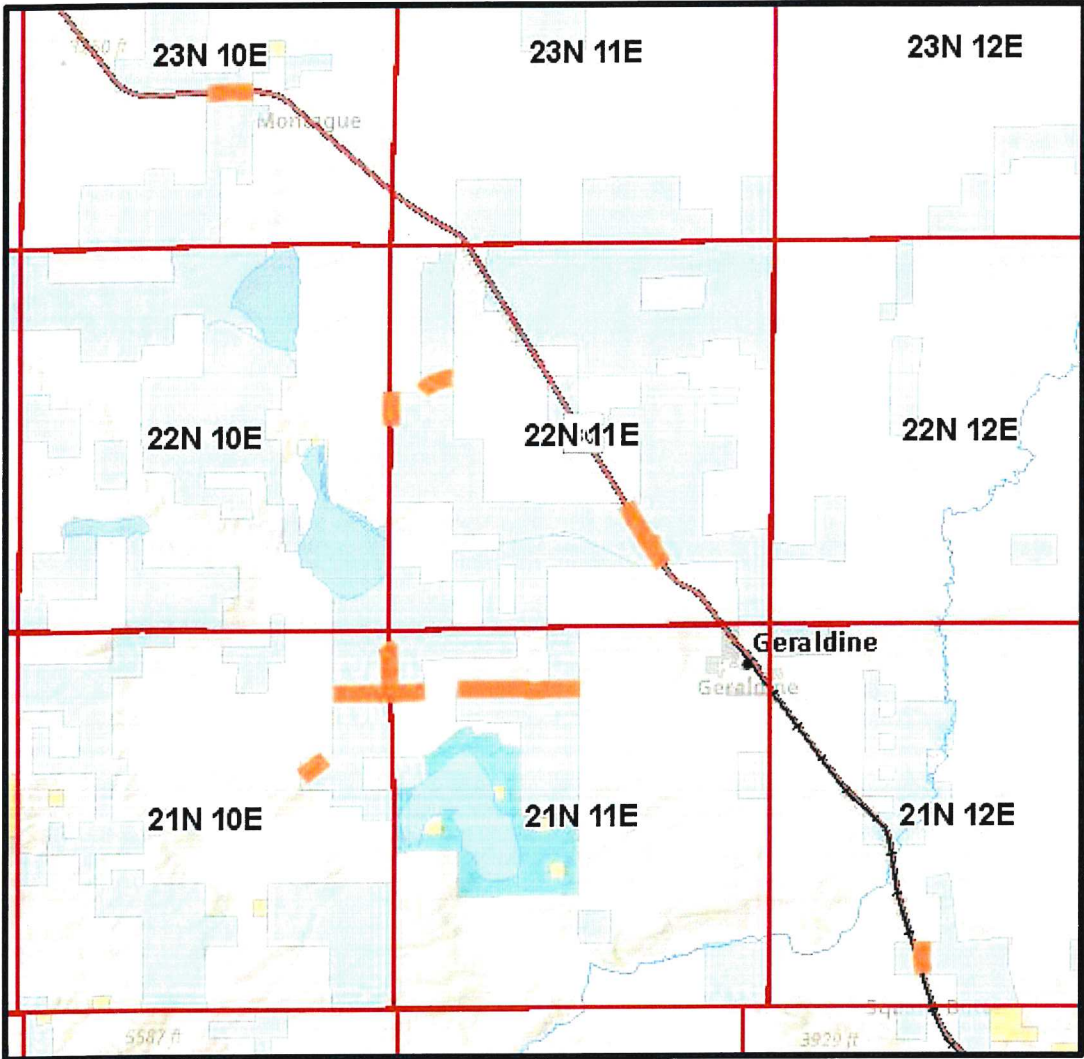 23N 10E
23N 11E
23N 12E
Montague
22N 10E
22N 11E
22N 12E
Geraldine
Geraldine
21N 10E
21N 11E
21N 12E
5587 ft
3929 ft